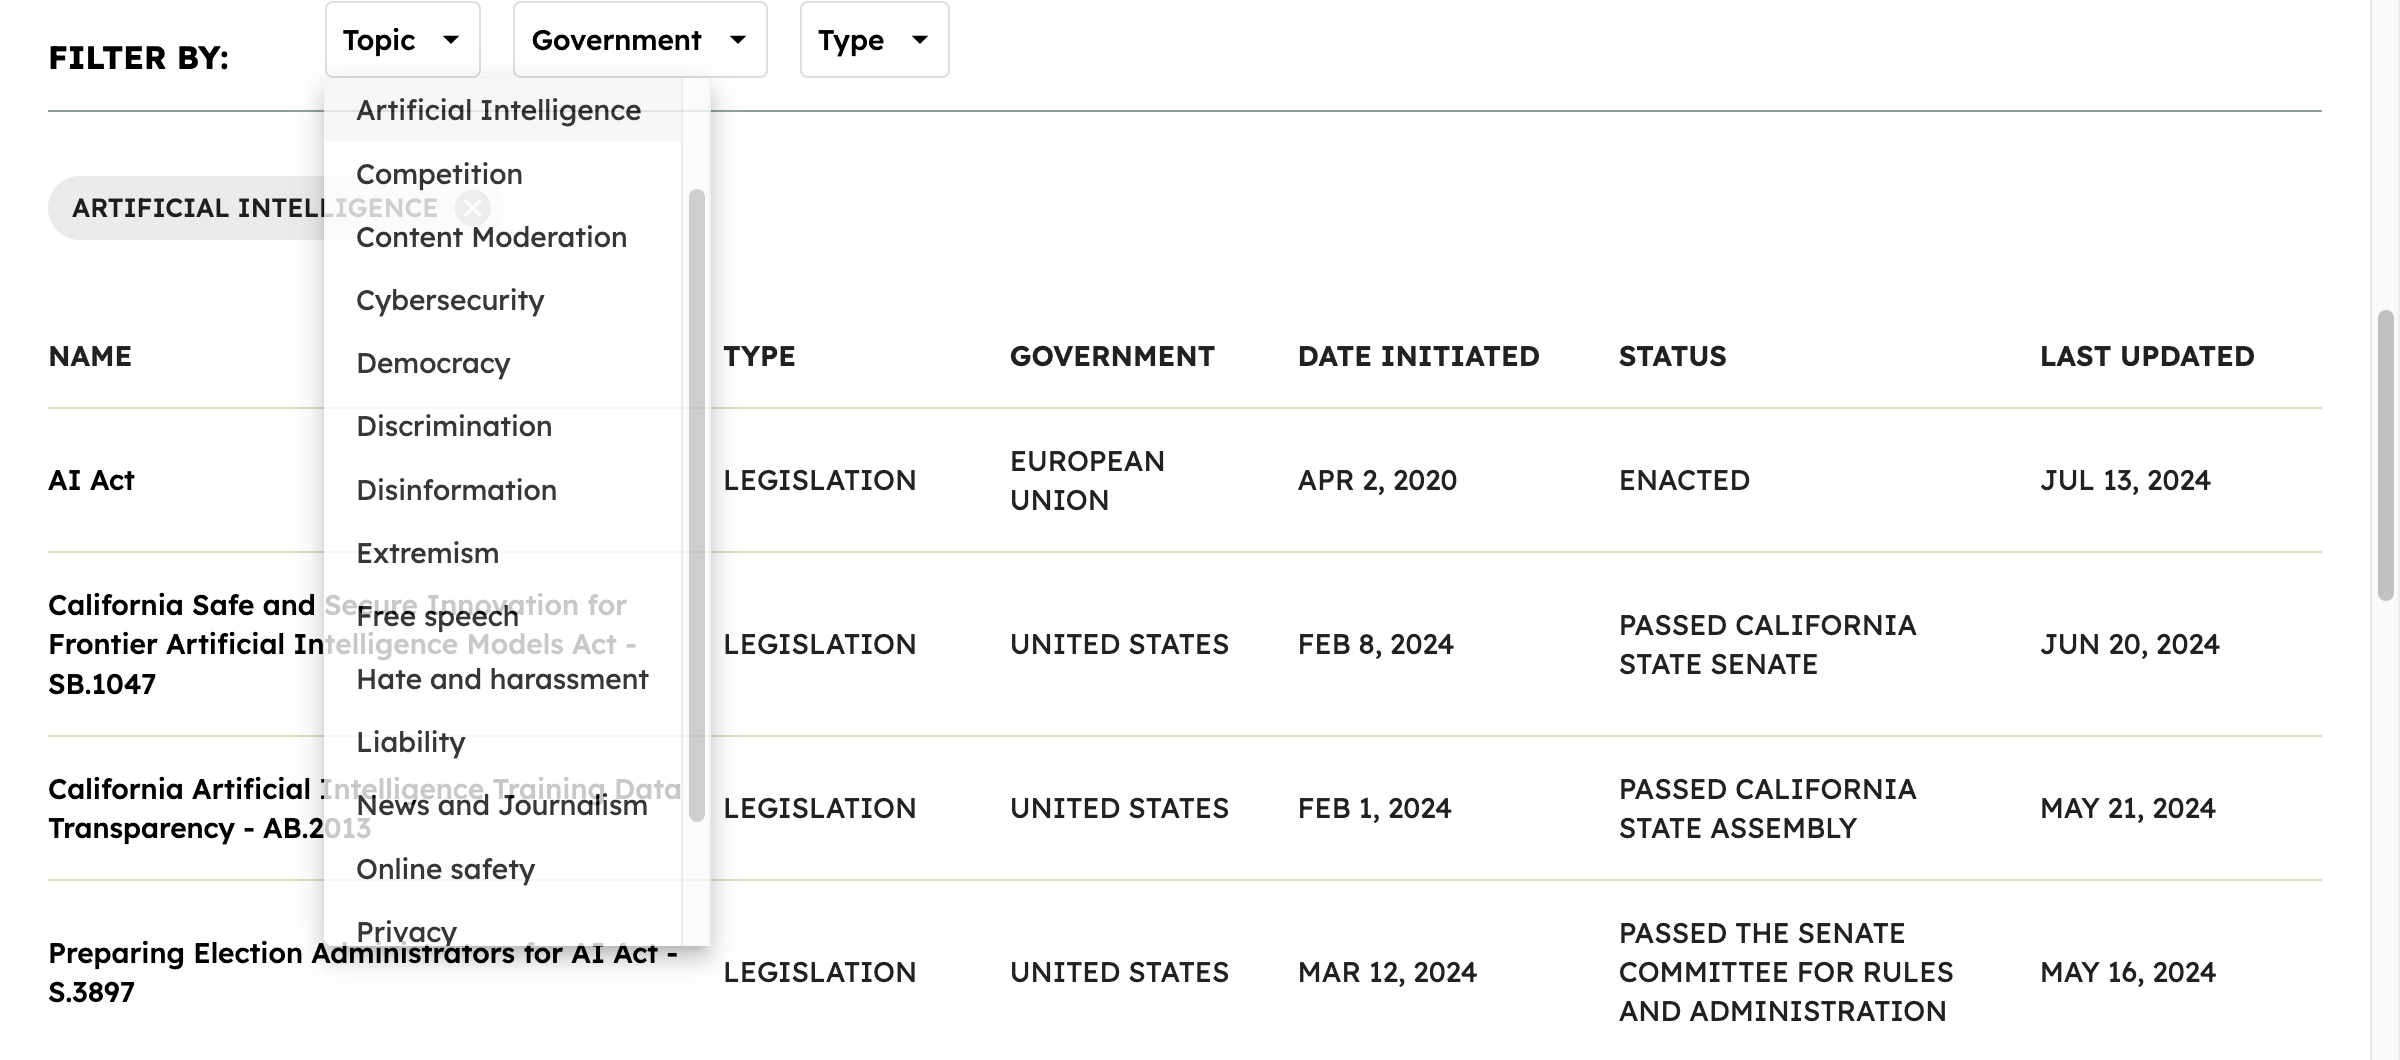 FILTER BY:
Topic
Government
Type
Artificial Intelligence
Competition
Content Moderation
Cybersecurity
Democracy
Discrimination
Disinformation
Extremism
Free speech
Hate and harassment
Liability
News and Journalism
Online safety
Privacy
ARTIFICIAL INTELLIGENCE
NAME
TYPE
GOVERNMENT
DATE INITIATED
STATUS
LAST UPDATED
AI Act
LEGISLATION
EUROPEAN
UNION
APR 2, 2020
ENACTED
JUL 13, 2024
California Safe and Secure Innovation for
Frontier Artificial Intelligence Models Act -
SB.1047
LEGISLATION
UNITED STATES
FEB 8, 2024
PASSED CALIFORNIA
STATE SENATE
JUN 20, 2024
California Artificial Intelligence Training Data
Transparency - AB.2013
LEGISLATION
UNITED STATES
FEB 1, 2024
PASSED CALIFORNIA
STATE ASSEMBLY
MAY 21, 2024
Preparing Election Administrators for AI Act -
S.3897
LEGISLATION
UNITED STATES
MAR 12, 2024
PASSED THE SENATE
COMMITTEE FOR RULES
AND ADMINISTRATION
MAY 16, 2024